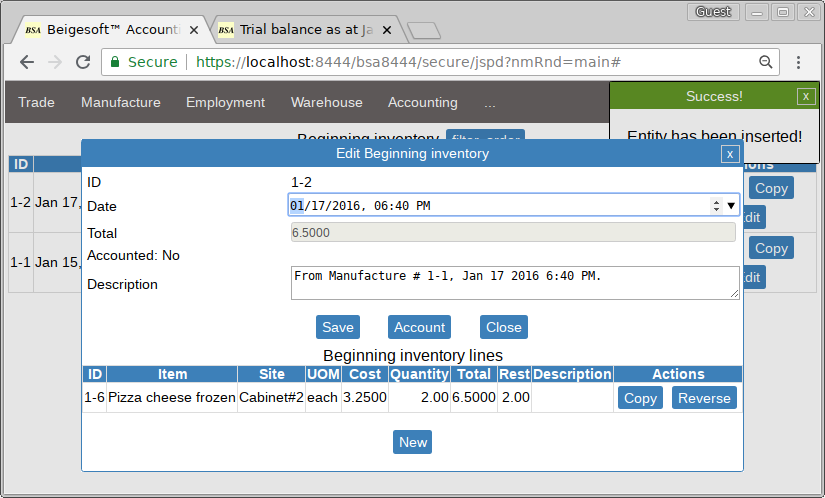 Guest
BSA Beigesoft™ Accounti
BSA Trial balance as at Ja
Secure https://localhost:8444/bsa8444/secure/jspd?nmRnd=main#
Trade Manufacture Employment Warehouse Accounting ...
Success! x
Entity has been inserted!
Beginning inventory filter, order
ID
1-2 Jan 17, Copy
dit
1-1 Jan 15, Copy
dit
Edit Beginning inventory x
ID 1-2
Date 01/17/2016, 06:40 PM
Total 6.5000
Accounted: No
Description From Manufacture # 1-1, Jan 17 2016 6:40 PM.
Save Account Close
Beginning inventory lines
ID Item Site UOM Cost Quantity Total Rest Description Actions
1-6 Pizza cheese frozen Cabinet#2 each 3.2500 2.00 6.5000 2.00 Copy Reverse
New